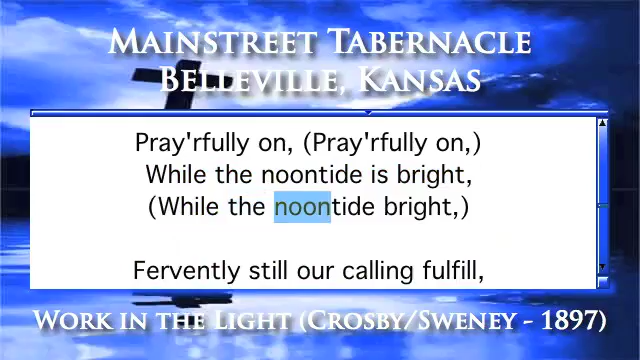 Mainstreet Tabernacle
Belleville, Kansas
Pray'rfully on, (Pray'rfully on,)
While the noontide is bright,
(While the noontide bright,)
Fervently still our calling fulfill,
Work in the Light (Crosby/Sweney - 1897)